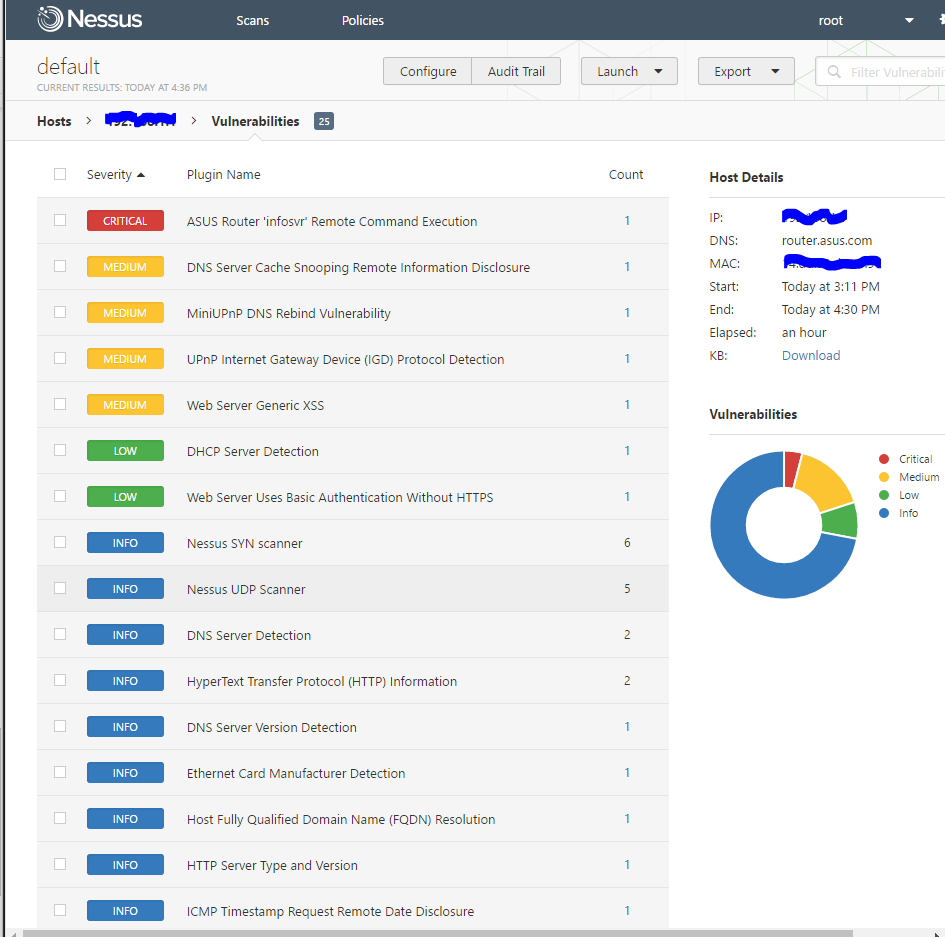 Nessus Scans Policies root
default
CURRENT RESULTS: TODAY AT 4:36 PM
Configure Audit Trail Launch Export Filter Vulnerabili
Hosts > > Vulnerabilities 25
Severity Plugin Name Count
CRITICAL ASUS Router 'infosvr' Remote Command Execution 1
MEDIUM DNS Server Cache Snooping Remote Information Disclosure 1
MEDIUM MiniUPnP DNS Rebind Vulnerability 1
MEDIUM UPnP Internet Gateway Device (IGD) Protocol Detection 1
MEDIUM Web Server Generic XSS 1
LOW DHCP Server Detection 1
LOW Web Server Uses Basic Authentication Without HTTPS 1
INFO Nessus SYN scanner 6
INFO Nessus UDP Scanner 5
INFO DNS Server Detection 2
INFO HyperText Transfer Protocol (HTTP) Information 2
INFO DNS Server Version Detection 1
INFO Ethernet Card Manufacturer Detection 1
INFO Host Fully Qualified Domain Name (FQDN) Resolution 1
INFO HTTP Server Type and Version 1
INFO ICMP Timestamp Request Remote Date Disclosure 1
Host Details
IP:
DNS: router.asus.com
MAC:
Start: Today at 3:11 PM
End: Today at 4:30 PM
Elapsed: an hour
KB: Download
Vulnerabilities
Critical
Medium
Low
Info